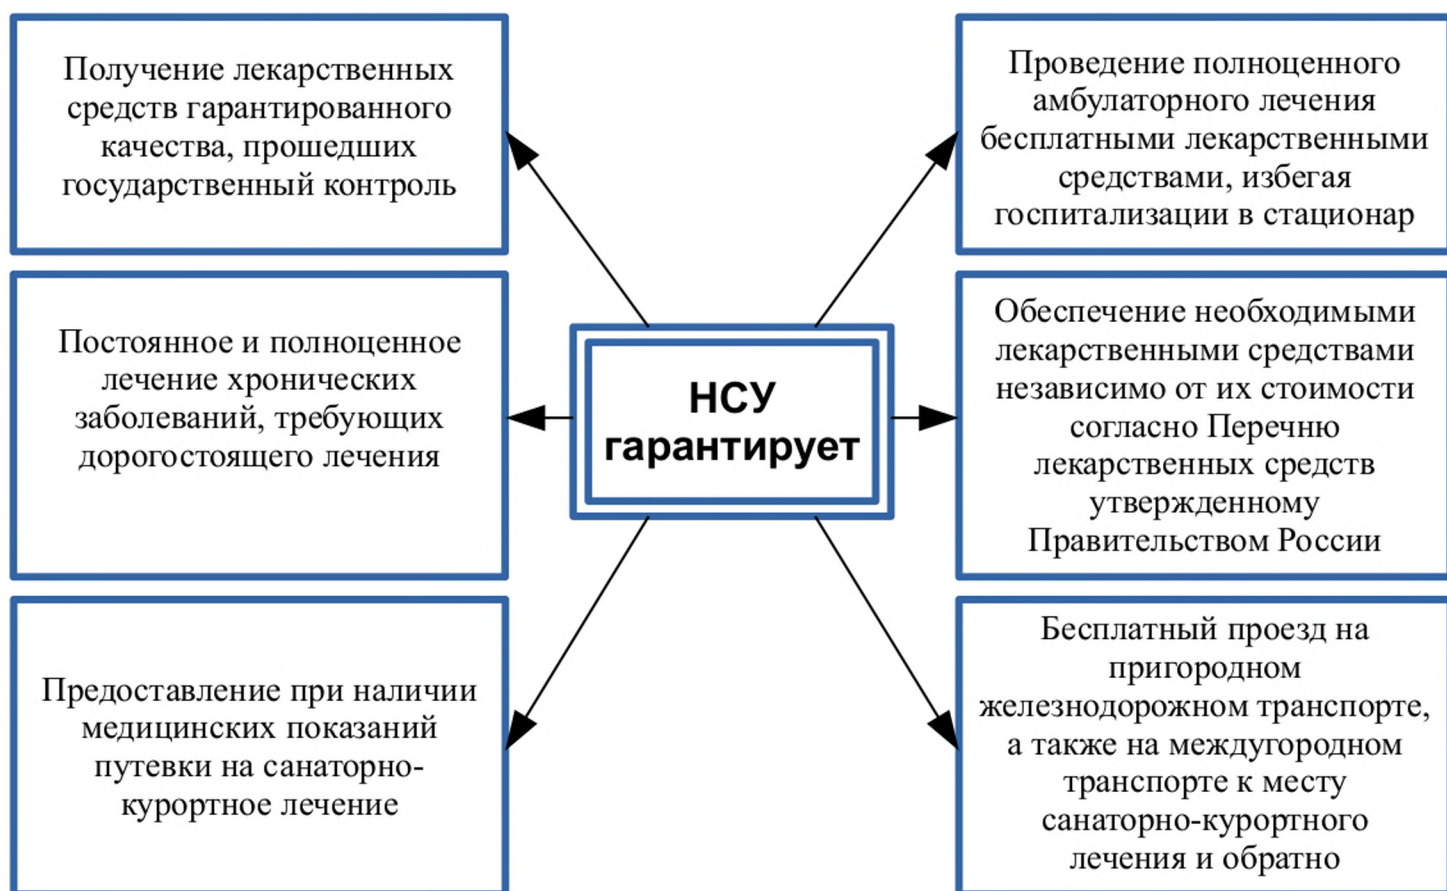 Получение лекарственных
средств гарантированного
качества, прошедших
государственный контроль
Проведение полноценного
амбулаторного лечения
бесплатными лекарственными
средствами, избегая
госпитализации в стационар
Постоянное и полноценное
лечение хронических
заболеваний, требующих
дорогостоящего лечения
НСУ
гарантирует
Обеспечение необходимыми
лекарственными средствами
независимо от их стоимости
согласно Перечню
лекарственных средств
утвержденному
Правительством России
Предоставление при наличии
медицинских показаний
путевки на санаторно-
курортное лечение
Бесплатный проезд на
пригородном
железнодорожном транспорте,
а также на междугородном
транспорте к месту
санаторно-курортного
лечения и обратно